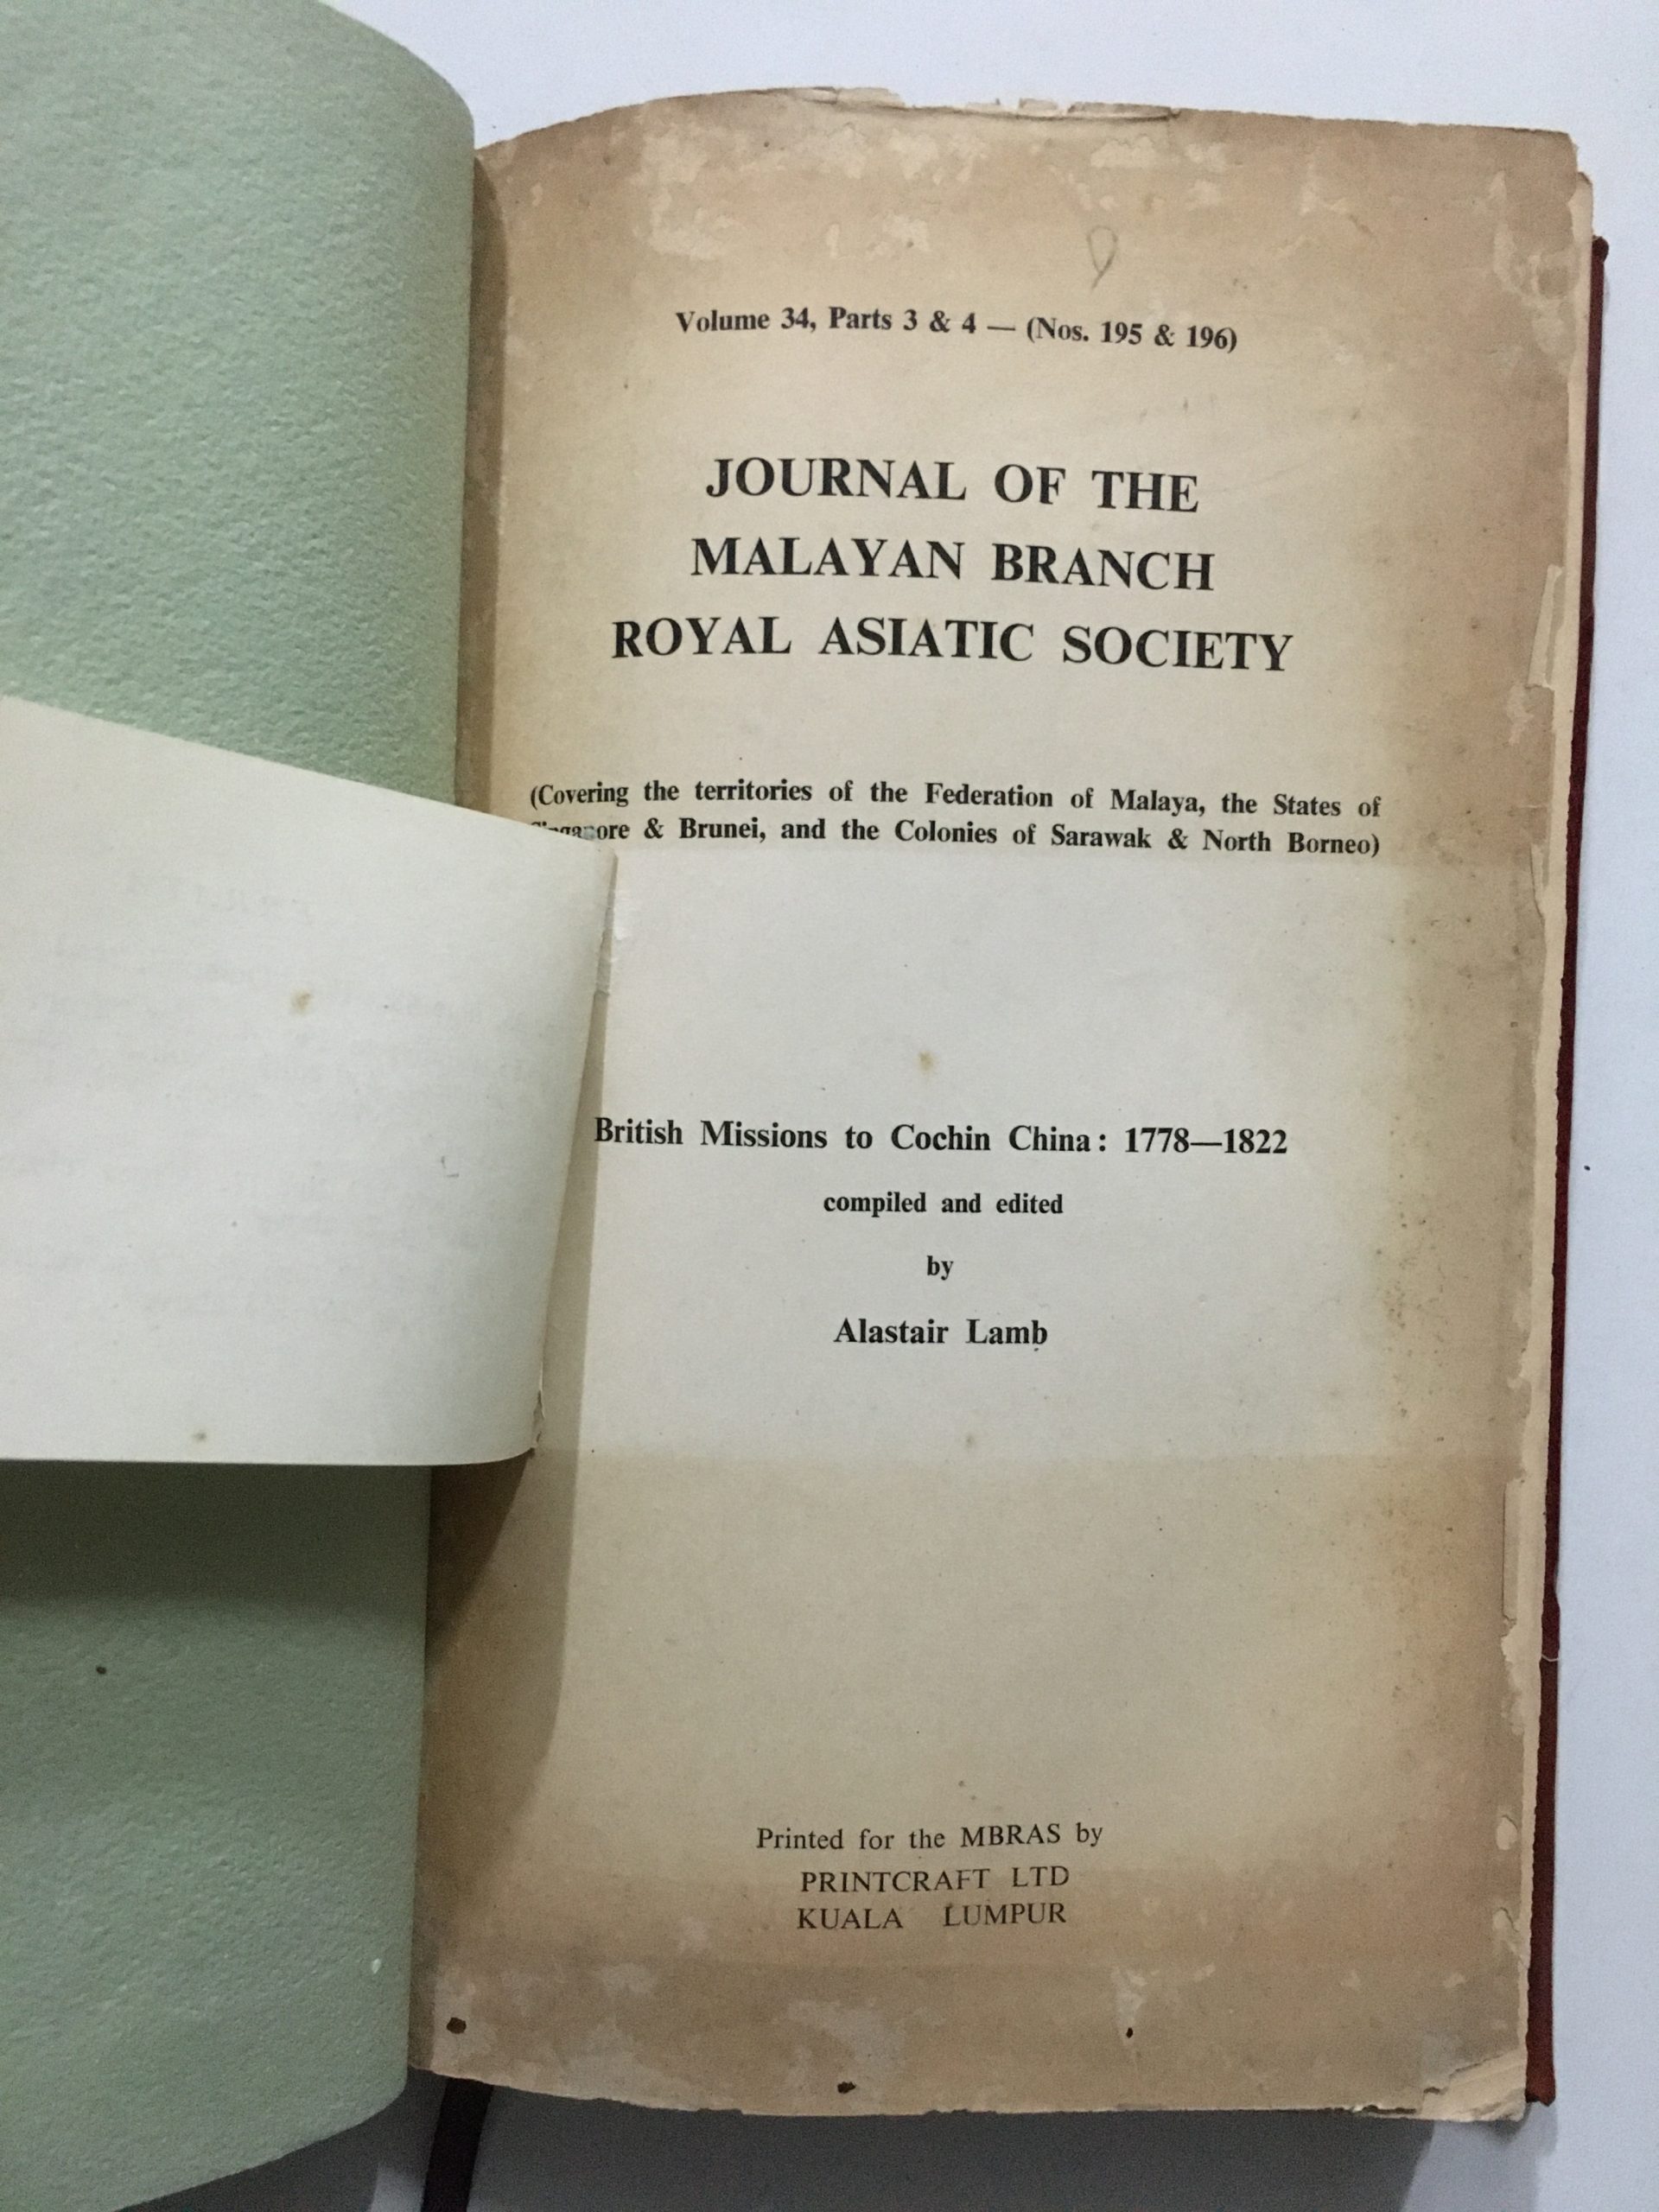 Volume 34, Parts 3 & 4 — (Nos. 195 & 196)
JOURNAL OF THE
MALAYAN BRANCH
ROYAL ASIATIC SOCIETY
(Covering the territories of the Federation of Malaya, the States of
Singapore & Brunei, and the Colonies of Sarawak & North Borneo)
British Missions to Cochin China: 1778—1822
compiled and edited
by
Alastair Lamb
Printed for the MBRAS by
PRINTCRAFT LTD
KUALA LUMPUR